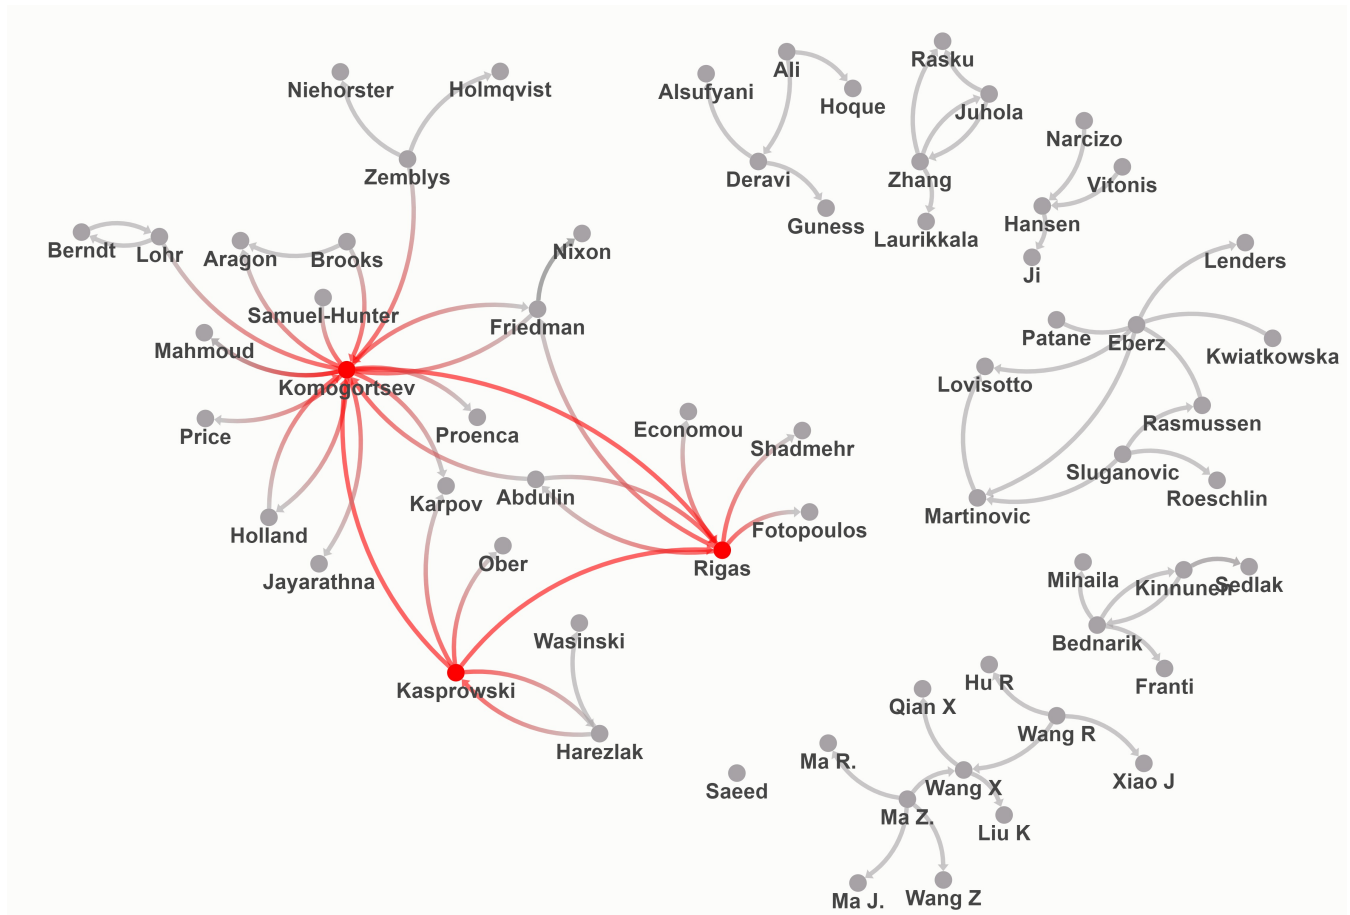 Rasku
Ali
Niehorster
Holmqvist
Alsufyani
Hoque
Juhola
Narcizo
Zemblys
Deravi
Zhang
Vitonis
Guness
Hansen
Laurikkala
Berndt
Lohr
Aragon
Brooks
Nixon
Lenders
Ji
Samuel-Hunter
Friedman
Patane
Eberz
Kwiatkowska
Mahmoud
Komogortsev
Lovisotto
Price
Proenca
Economou
Shadmehr
Rasmussen
Sluganovic
Karpov
Abdulin
Roeschlin
Holland
Fotopoulos
Martinovic
Ober
Jayarathna
Rigas
Mihaila
Kinnunen
Sedlak
Wasinski
Bednarik
Kasprowski
Hu R
Franti
Qian X
Wang R
Harezlak
Ma R.
Xiao J
Saeed
Wang X
Ma Z.
Liu K
Ma J.
Wang Z